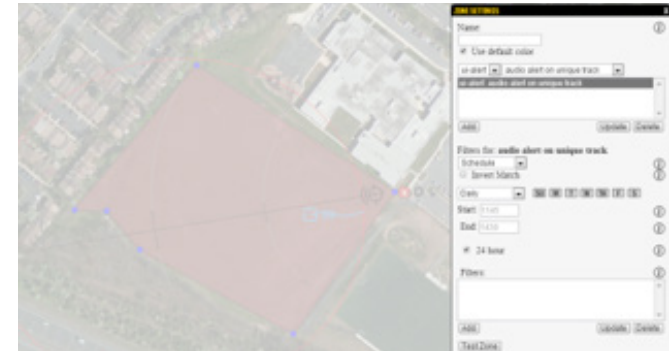 ZONE SETTINGS
Name:
Use default color
ui-alert audio alert on unique track
ui-alert: audio alert on unique track
Add Update Delete
Filters for: audio alert on unique track
Schedule
Invert Match
Daily
Start:
End:
24 hour
Filters:
Add Update Delete
Test Zone